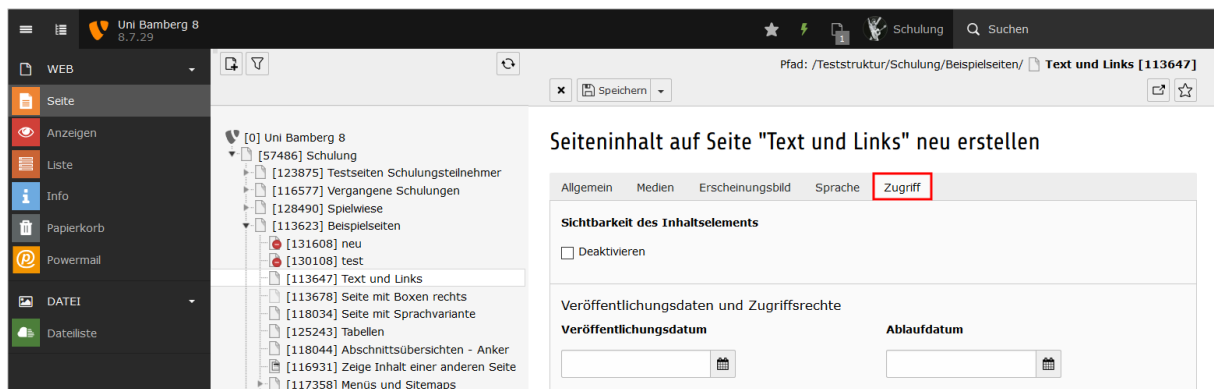 Uni Bamberg 8
8.7.29
1
Schulung
Suchen
WEB
Seite
Anzeigen
Liste
Info
Papierkorb
Powermail
DATEI
Dateiliste
[0] Uni Bamberg 8
[57486] Schulung
[123875] Testseiten Schulungsteilnehmer
[116577] Vergangene Schulungen
[128490] Spielwiese
[113623] Beispielseiten
[131608] neu
[130108] test
[113647] Text und Links
[113678] Seite mit Boxen rechts
[118034] Seite mit Sprachvariante
[125243] Tabellen
[118044] Abschnittsübersichten - Anker
[116931] Zeige Inhalt einer anderen Seite
[117358] Menüs und Sitemaps
Pfad: /Teststruktur/Schulung/Beispielseiten/ Text und Links [113647]
Speichern
Seiteninhalt auf Seite "Text und Links" neu erstellen
Allgemein Medien Erscheinungsbild Sprache Zugriff
Sichtbarkeit des Inhaltselements
Deaktivieren
Veröffentlichungsdaten und Zugriffsrechte
Veröffentlichungsdatum Ablaufdatum